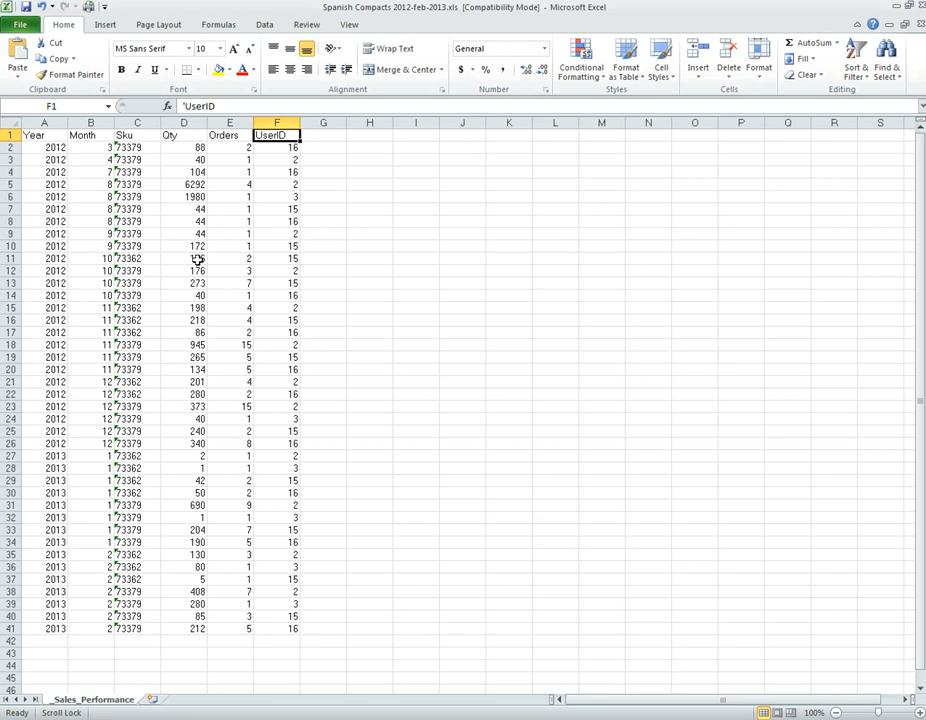 Spanish Compacts 2012-feb-2013.xls [Compatibility Mode] - Microsoft Excel
File Home Insert Page Layout Formulas Data Review View
Paste Cut Copy Format Painter Clipboard
MS Sans Serif 10 A A B I U A Font
Wrap Text Merge & Center Alignment
General $ % , Number
Conditional Formatting Format as Table Cell Styles Styles
Insert Delete Format Cells
AutoSum Fill Clear Sort & Filter Find & Select Editing
F1 fx 'UserID
A B C D E F G H I J K L M N O P Q R S
1 Year Month Sku Qty Orders UserID
2 2012 3 73379 88 2 16
3 2012 4 73379 40 1 2
4 2012 7 73379 104 1 16
5 2012 8 73379 6292 4 2
6 2012 8 73379 1980 1 3
7 2012 8 73379 44 1 15
8 2012 8 73379 44 1 16
9 2012 9 73379 44 1 2
10 2012 9 73379 172 1 15
11 2012 10 73362 2 15
12 2012 10 73379 176 3 2
13 2012 10 73379 273 7 15
14 2012 10 73379 40 1 16
15 2012 11 73362 198 4 2
16 2012 11 73362 218 4 15
17 2012 11 73362 86 2 16
18 2012 11 73379 945 15 2
19 2012 11 73379 265 5 15
20 2012 11 73379 134 5 16
21 2012 12 73362 201 4 2
22 2012 12 73362 280 2 16
23 2012 12 73379 373 15 2
24 2012 12 73379 40 1 3
25 2012 12 73379 240 2 15
26 2012 12 73379 340 8 16
27 2013 1 73362 2 1 2
28 2013 1 73362 1 1 3
29 2013 1 73362 42 2 15
30 2013 1 73362 50 2 16
31 2013 1 73379 690 9 2
32 2013 1 73379 1 1 3
33 2013 1 73379 204 7 15
34 2013 1 73379 190 5 16
35 2013 2 73362 130 3 2
36 2013 2 73362 80 1 3
37 2013 2 73362 5 1 15
38 2013 2 73379 408 7 2
39 2013 2 73379 280 1 3
40 2013 2 73379 85 3 15
41 2013 2 73379 212 5 16
42
43
44
45
46
_Sales_Performance
Ready Scroll Lock 100%